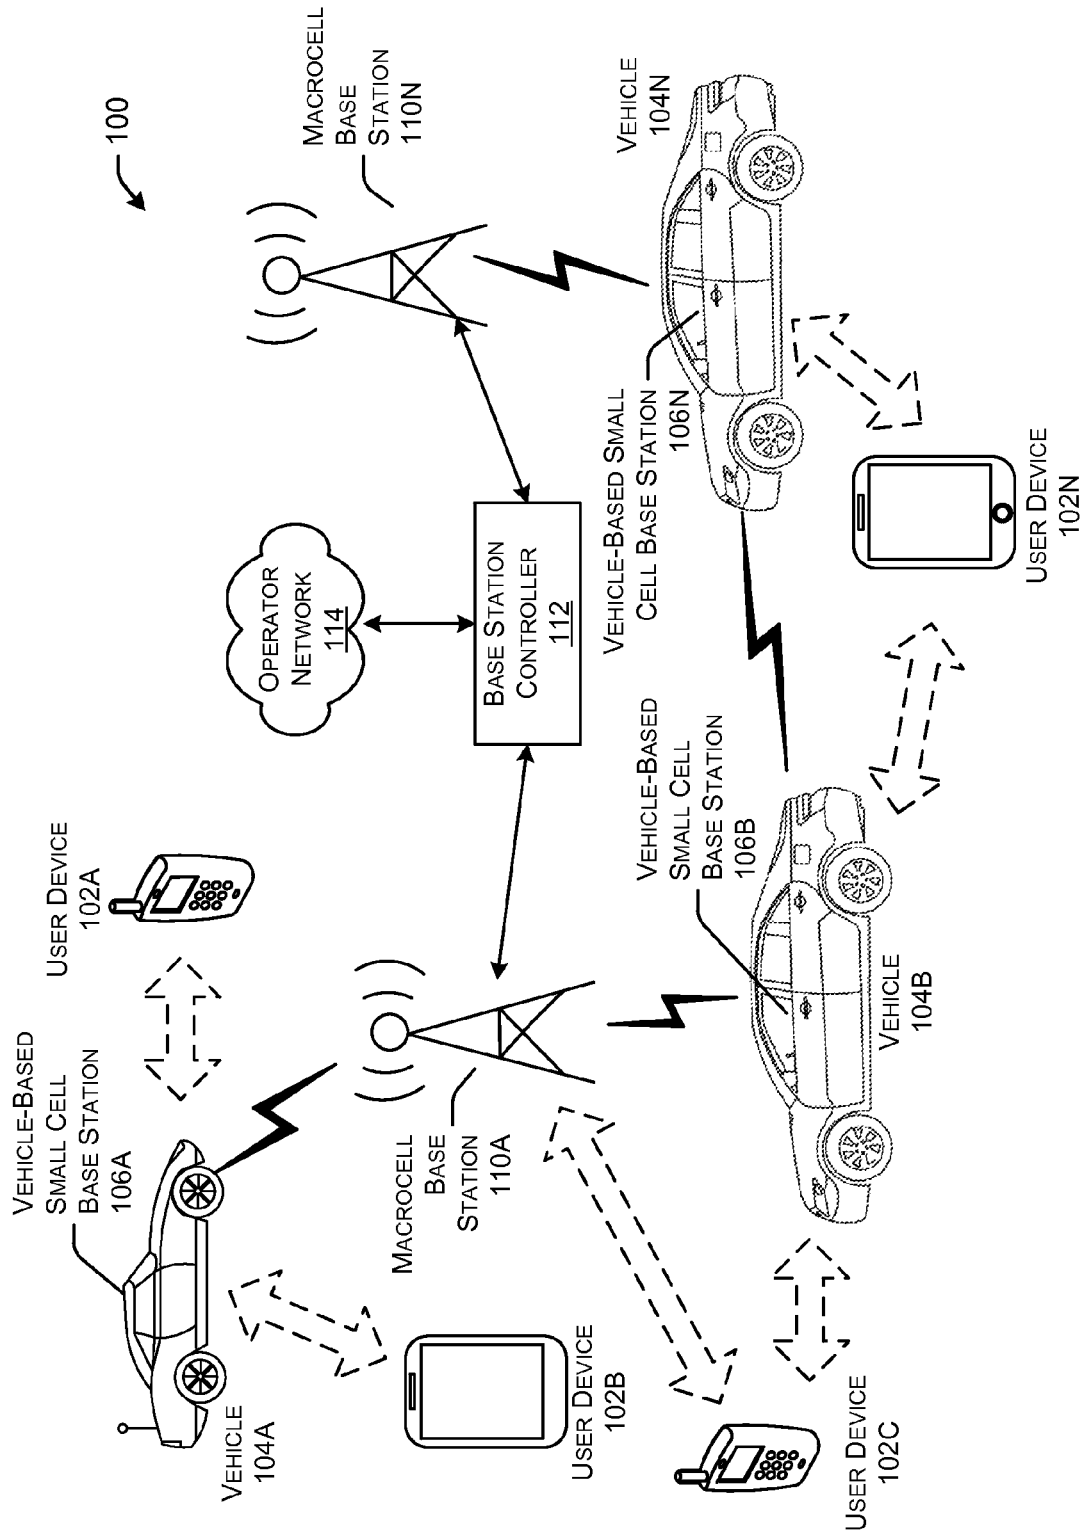 100
MACROCELL
BASE
STATION
110N
OPERATOR
NETWORK
114
BASE STATION
CONTROLLER
112
VEHICLE
104N
VEHICLE-BASED SMALL
CELL BASE STATION
106N
USER DEVICE
102N
USER DEVICE
102A
VEHICLE-BASED
SMALL CELL
BASE STATION
106A
VEHICLE
104A
MACROCELL
BASE
STATION
110A
USER DEVICE
102B
VEHICLE-BASED
SMALL CELL
BASE STATION
106B
VEHICLE
104B
USER DEVICE
102C